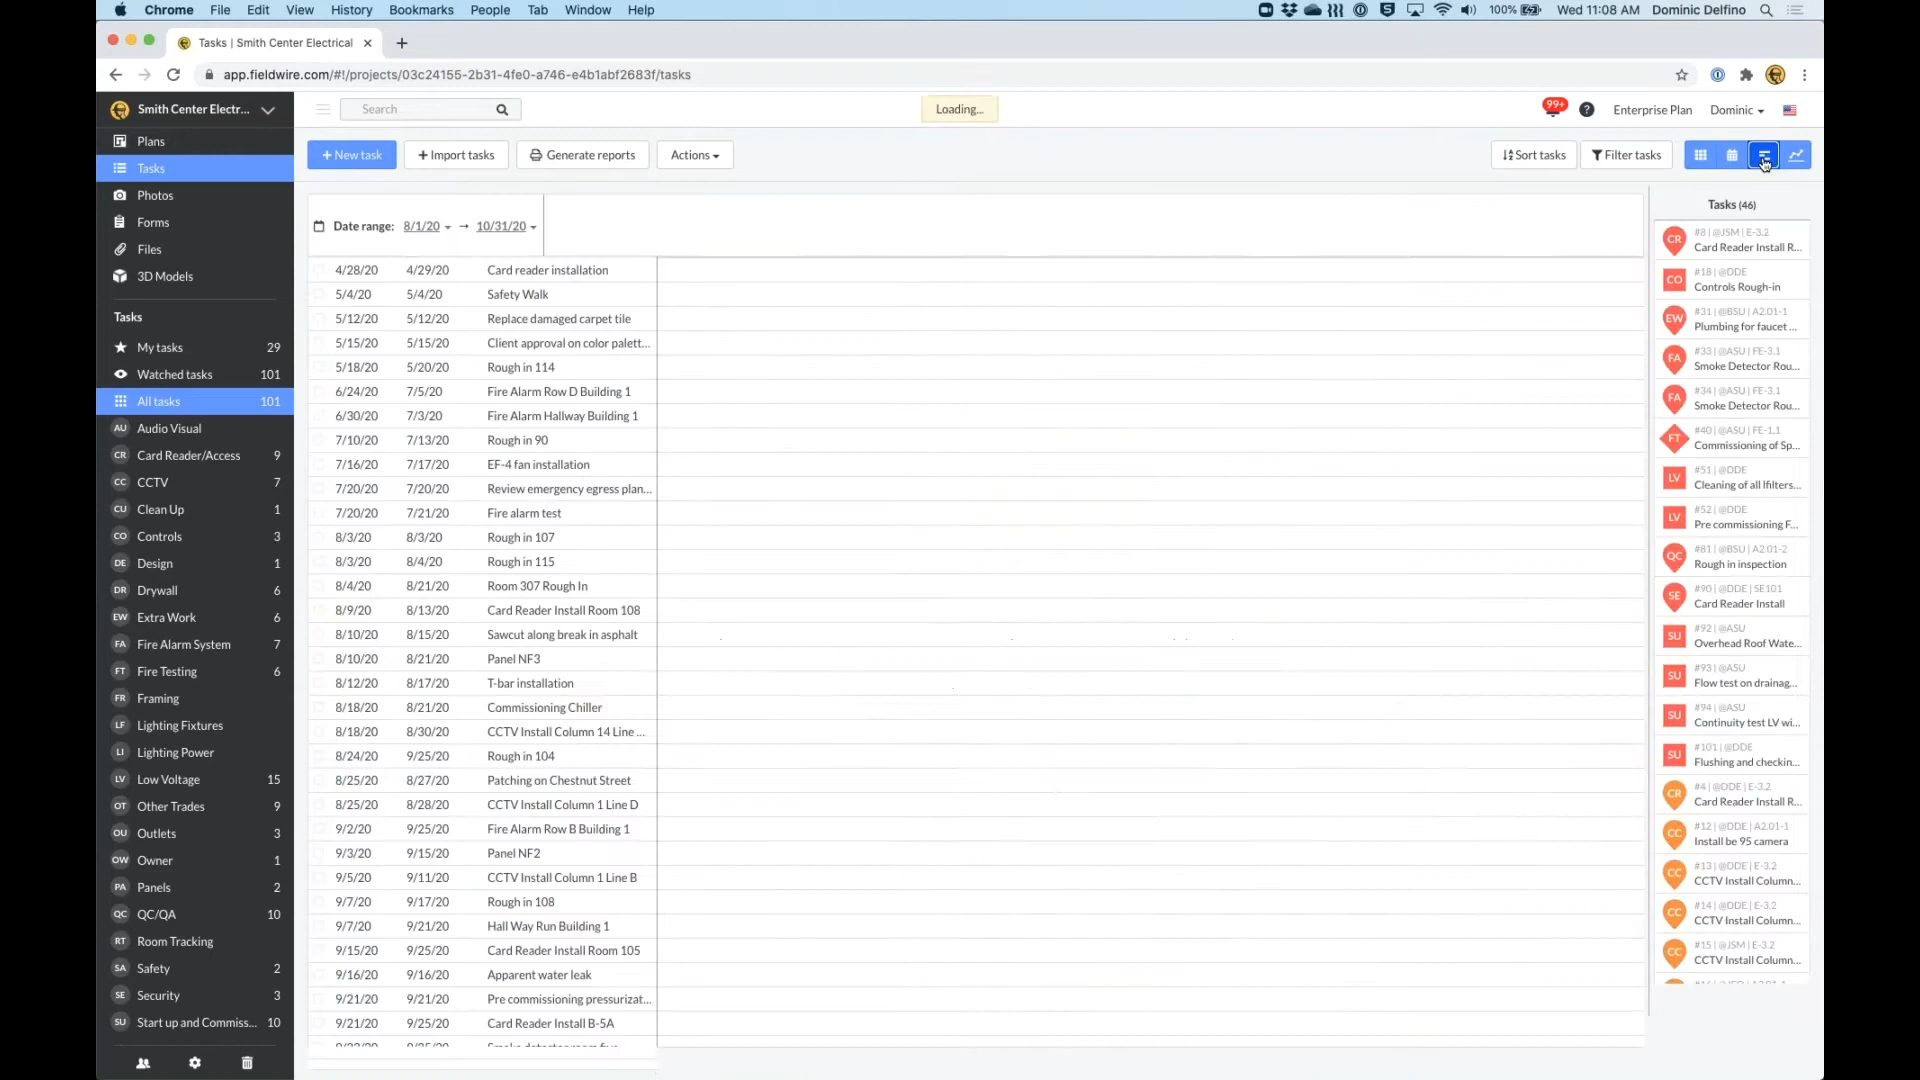 Chrome File Edit View History Bookmarks People Tab Window Help
100% Wed 11:08 AM Dominic Delfino
Tasks | Smith Center Electrical
app.fieldwire.com/#!/projects/03c24155-2b31-4fe0-a746-e4b1abf2683f/tasks
Smith Center Electr...
Search
Loading...
99+
Enterprise Plan
Dominic
Plans
Tasks
Photos
Forms
Files
3D Models
Tasks
My tasks 29
Watched tasks 101
All tasks 101
AU Audio Visual
CR Card Reader/Access 9
CC CCTV 7
CU Clean Up 1
CO Controls 3
DE Design 1
DR Drywall 6
EW Extra Work 6
FA Fire Alarm System 7
FT Fire Testing 6
FR Framing
LF Lighting Fixtures
LI Lighting Power
LV Low Voltage 15
OT Other Trades 9
OU Outlets 3
OW Owner 1
PA Panels 2
QC QC/QA 10
RT Room Tracking
SA Safety 2
SE Security 3
SU Start up and Commiss... 10
+ New task
+ Import tasks
Generate reports
Actions
Sort tasks
Filter tasks
Date range: 8/1/20 → 10/31/20
4/28/20 4/29/20 Card reader installation
5/4/20 5/4/20 Safety Walk
5/12/20 5/12/20 Replace damaged carpet tile
5/15/20 5/15/20 Client approval on color palett...
5/18/20 5/20/20 Rough in 114
6/24/20 7/5/20 Fire Alarm Row D Building 1
6/30/20 7/3/20 Fire Alarm Hallway Building 1
7/10/20 7/13/20 Rough in 90
7/16/20 7/17/20 EF-4 fan installation
7/20/20 7/20/20 Review emergency egress plan...
7/20/20 7/21/20 Fire alarm test
8/3/20 8/3/20 Rough in 107
8/3/20 8/4/20 Rough in 115
8/4/20 8/21/20 Room 307 Rough In
8/9/20 8/13/20 Card Reader Install Room 108
8/10/20 8/15/20 Sawcut along break in asphalt
8/10/20 8/21/20 Panel NF3
8/12/20 8/17/20 T-bar installation
8/18/20 8/21/20 Commissioning Chiller
8/18/20 8/30/20 CCTV Install Column 14 Line ...
8/24/20 9/25/20 Rough in 104
8/25/20 8/27/20 Patching on Chestnut Street
8/25/20 8/28/20 CCTV Install Column 1 Line D
9/2/20 9/25/20 Fire Alarm Row B Building 1
9/3/20 9/15/20 Panel NF2
9/5/20 9/11/20 CCTV Install Column 1 Line B
9/7/20 9/17/20 Rough in 108
9/7/20 9/21/20 Hall Way Run Building 1
9/15/20 9/25/20 Card Reader Install Room 105
9/16/20 9/16/20 Apparent water leak
9/21/20 9/21/20 Pre commissioning pressurizat...
9/21/20 9/25/20 Card Reader Install B-5A
Tasks (46)
CR #8 | @JSM | E-3.2
Card Reader Install R...
CO #18 | @DDE
Controls Rough-in
EW #31 | @BSU | A2.01-1
Plumbing for faucet ...
FA #33 | @ASU | FE-3.1
Smoke Detector Rou...
FA #34 | @ASU | FE-3.1
Smoke Detector Rou...
FT #40 | @ASU | FE-1.1
Commissioning of Sp...
LV #51 | @DDE
Cleaning of all lfilters...
LV #52 | @DDE
Pre commissioning F...
QC #81 | @BSU | A2.01-2
Rough in inspection
SE #90 | @DDE | SE101
Card Reader Install
SU #92 | @ASU
Overhead Roof Wate...
SU #93 | @ASU
Flow test on drainag...
SU #94 | @ASU
Continuity test LV wi...
SU #101 | @DDE
Flushing and checkin...
CR #4 | @DDE | E-3.2
Card Reader Install R...
CC #12 | @DDE | A2.01-1
Install be 95 camera
CC #13 | @DDE | E-3.2
CCTV Install Column...
CC #14 | @DDE | E-3.2
CCTV Install Column...
CC #15 | @JSM | E-3.2
CCTV Install Column...